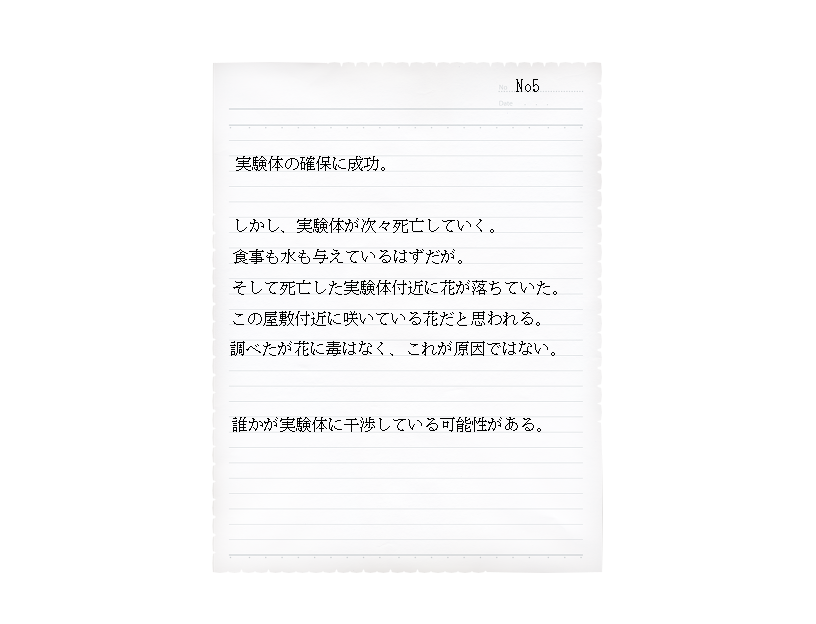 No. No5
Date . . .
実験体の確保に成功。
しかし、実験体が次々死亡していく。
食事も水も与えているはずだが。
そして死亡した実験体付近に花が落ちていた。
この屋敷付近に咲いている花だと思われる。
調べたが花に毒はなく、これが原因ではない。
誰かが実験体に干渉している可能性がある。